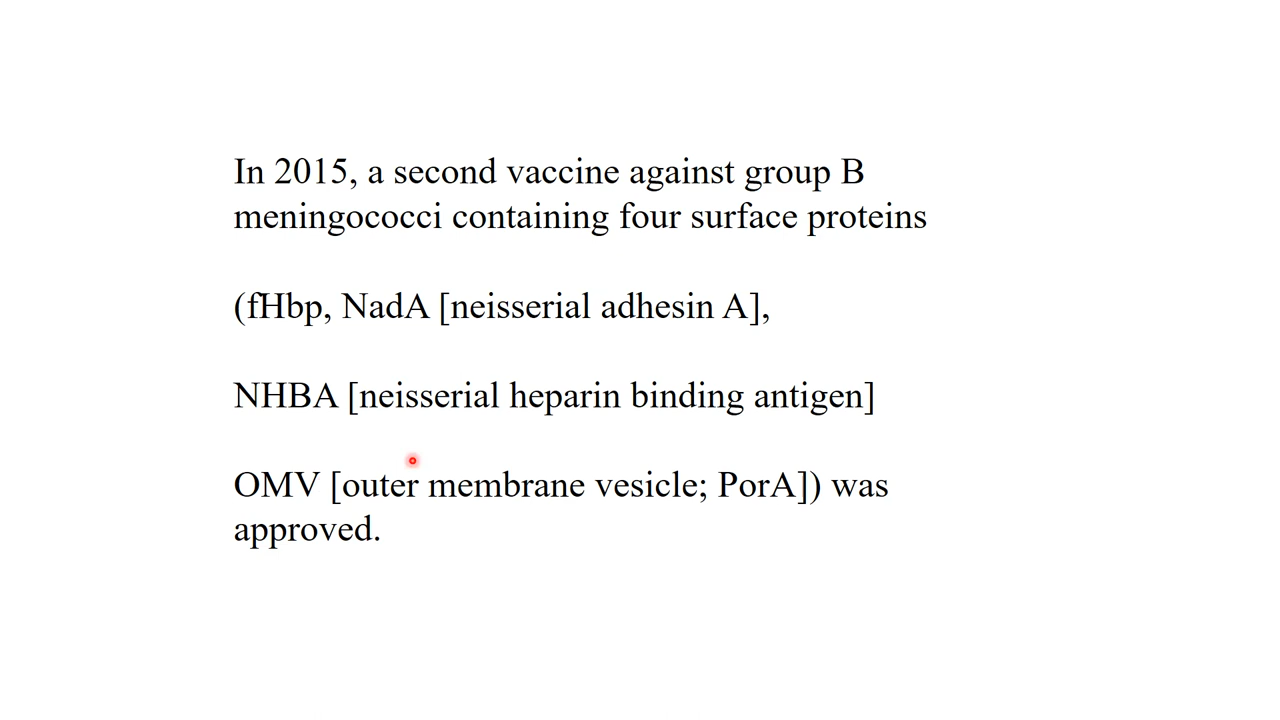 In 2015, a second vaccine against group B
meningococci containing four surface proteins
(fHbp, NadA [neisserial adhesin A],
NHBA [neisserial heparin binding antigen]
OMV [outer membrane vesicle; PorA]) was
approved.